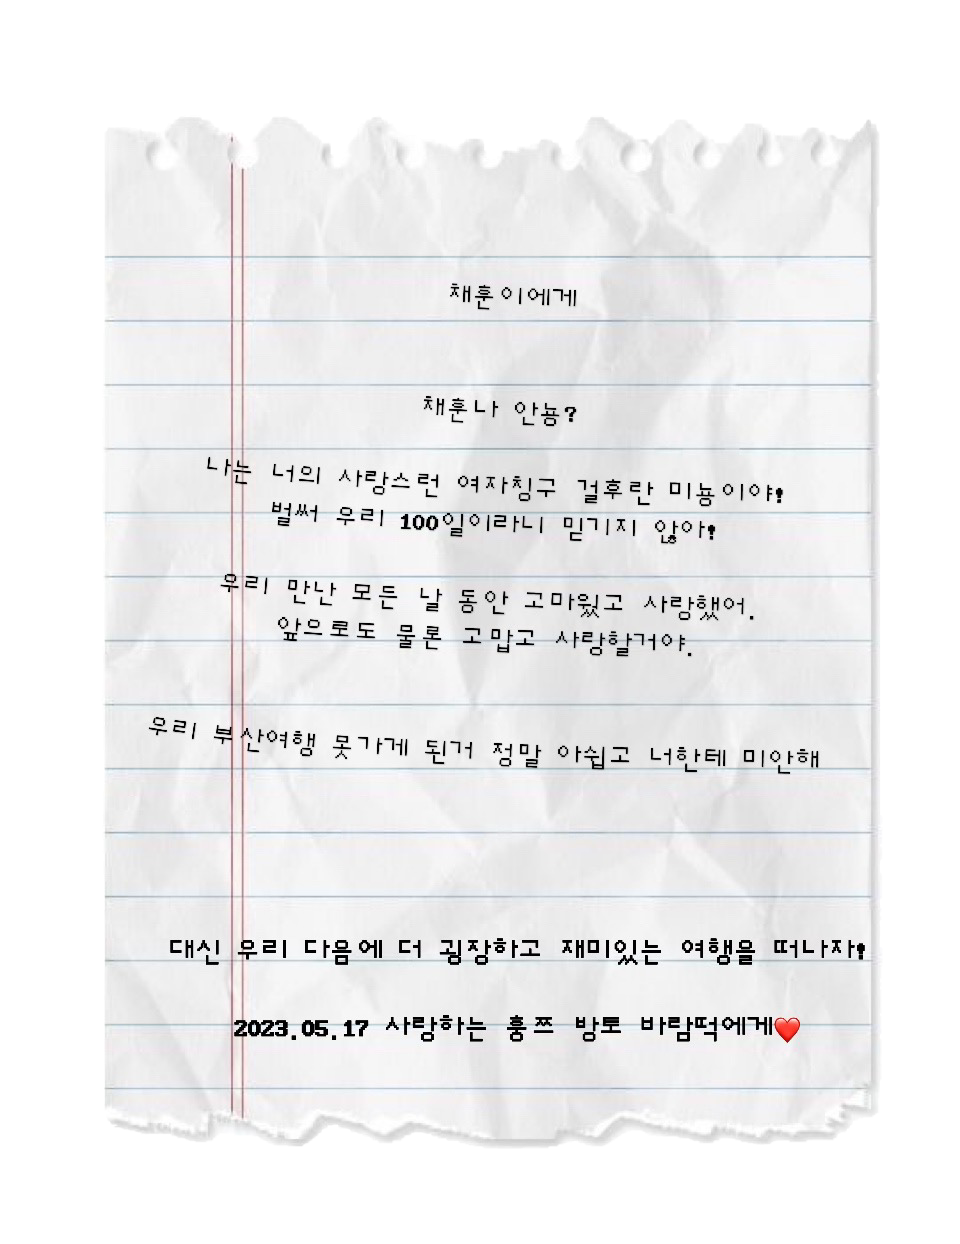 채훈이에게
채훈나 안뇽?
나는 너의 사랑스런 여자칭구 걸후란 미뇽이야!
벌써 우리 100일이라니 믿기지 않아!
우리 만난 모든 날 동안 고마웠고 사랑했어.
앞으로도 물론 고맙고 사랑할거야.
우리 부산여행 못가게 된거 정말 아쉽고 너한테 미안해
대신 우리 다음에 더 굉장하고 재미있는 여행을 떠나자!
2023.05.17 사랑하는 훙쯔 방토 바람떡에게❤️